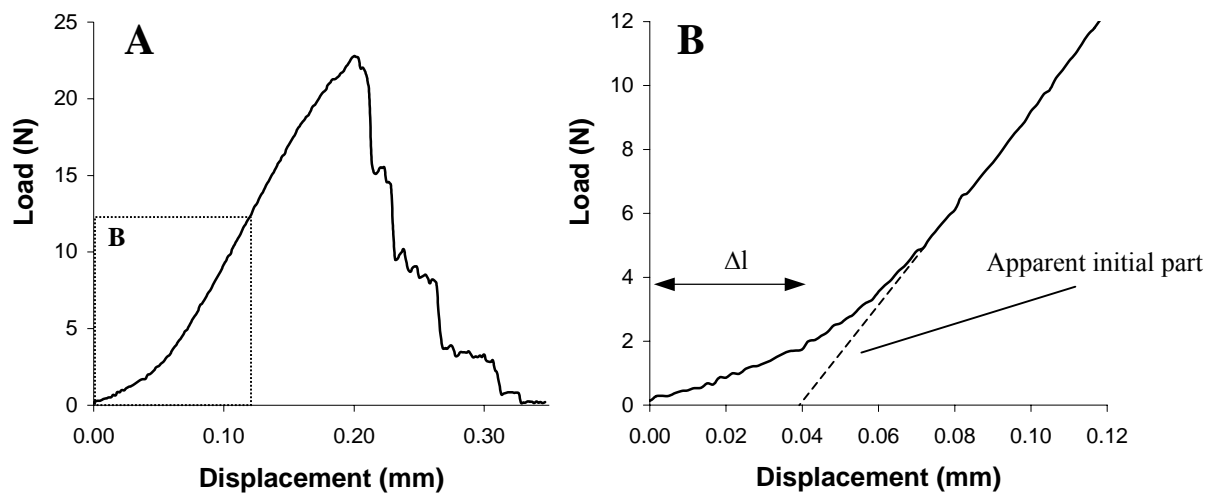 A
25
20
15
10
5
0
Load (N)
B
0.00 0.10 0.20 0.30
Displacement (mm)
B
12
10
8
6
4
2
0
Load (N)
Δl
Apparent initial part
0.00 0.02 0.04 0.06 0.08 0.10 0.12
Displacement (mm)